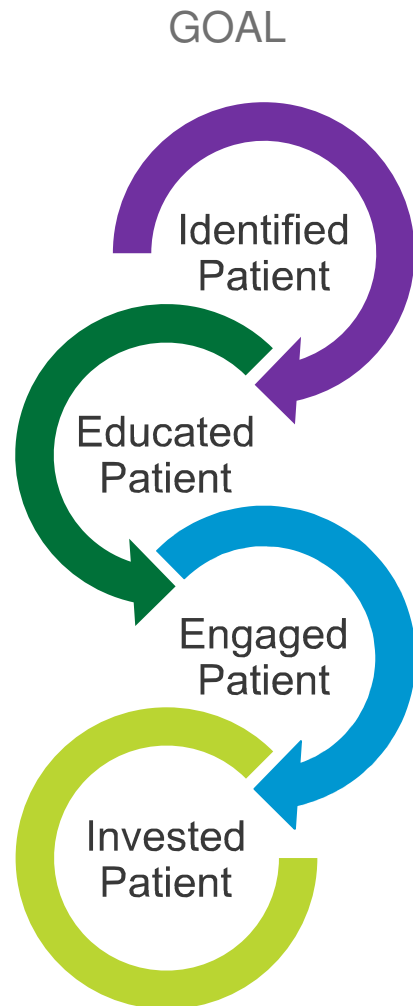 GOAL
Identified
Patient
Educated
Patient
Engaged
Patient
Invested
Patient